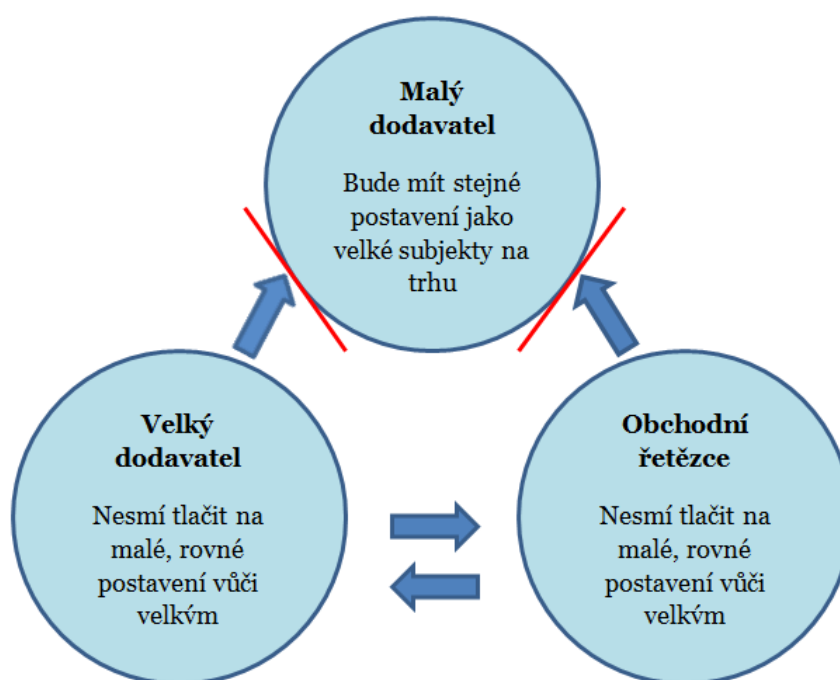 Malý
dodavatel
Bude mít stejné
postavení jako
velké subjekty na
trhu
Velký
dodavatel
Nesmí tlačit na
malé, rovné
postavení vůči
velkým
Obchodní
řetězce
Nesmí tlačit na
malé, rovné
postavení vůči
velkým